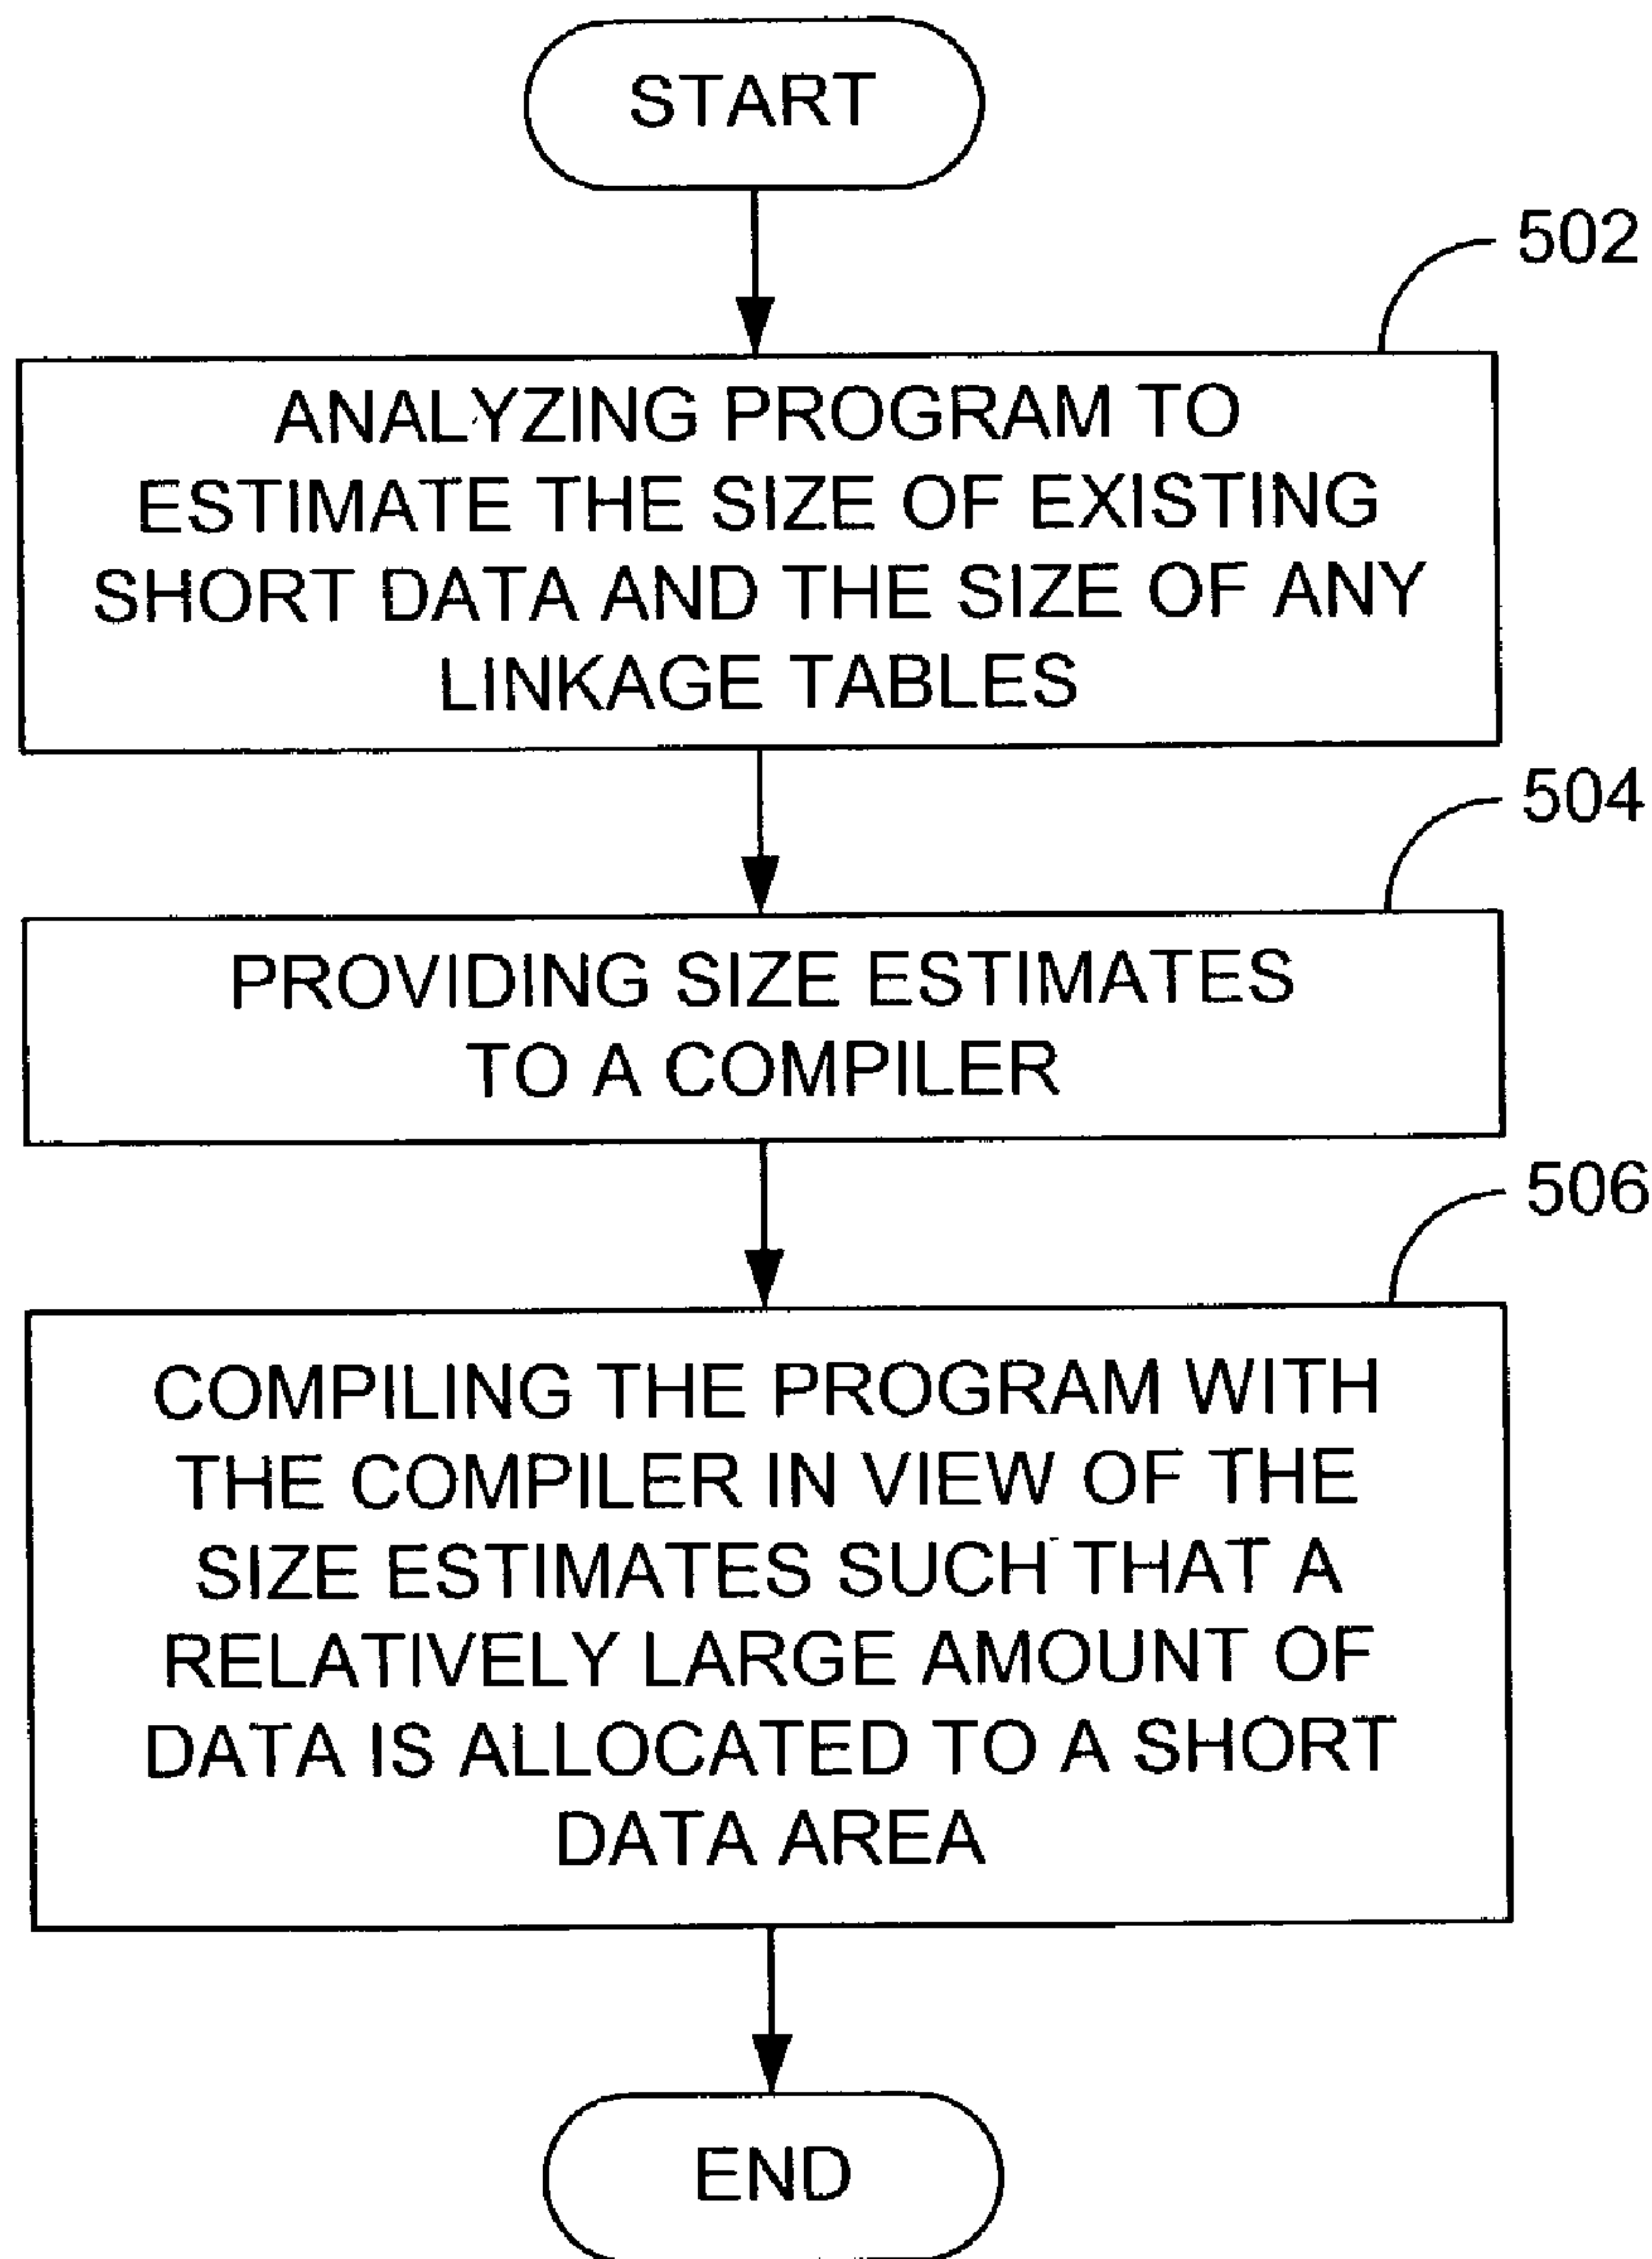 START
502
ANALYZING PROGRAM TO
ESTIMATE THE SIZE OF EXISTING
SHORT DATA AND THE SIZE OF ANY
LINKAGE TABLES
504
PROVIDING SIZE ESTIMATES
TO A COMPILER
506
COMPILING THE PROGRAM WITH
THE COMPILER IN VIEW OF THE
SIZE ESTIMATES SUCH THAT A
RELATIVELY LARGE AMOUNT OF
DATA IS ALLOCATED TO A SHORT
DATA AREA
END